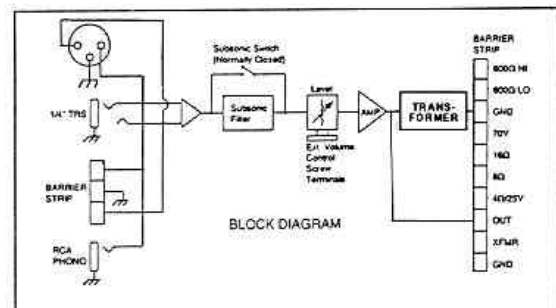 Subsonic Switch
(Normally Closed)
1/4" TRS
Subsonic
Filter
Level
AMP
TRANS-
FORMER
Ext. Volume
Control
Screw
Terminals
BARRIER
STRIP
RCA
PHONO
BLOCK DIAGRAM
BARRIER
STRIP
600Ω HI
600Ω LO
GND
70V
16Ω
8Ω
4Ω/25V
OUT
XFMR
GND